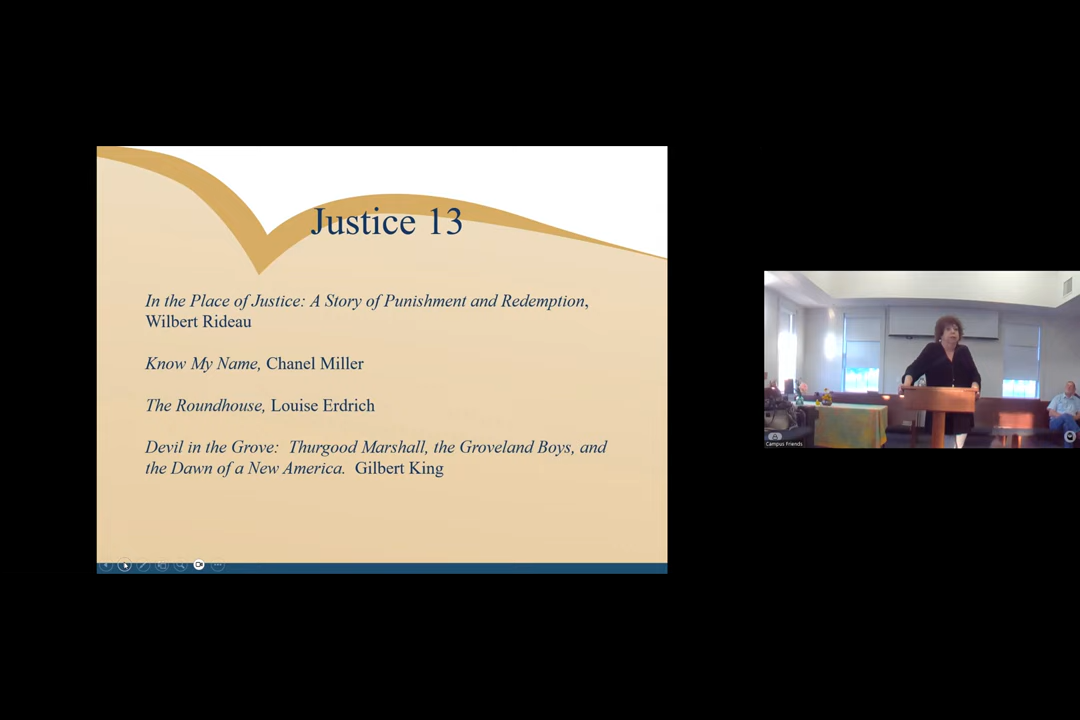 Justice 13
In the Place of Justice: A Story of Punishment and Redemption,
Wilbert Rideau
Know My Name, Chanel Miller
The Roundhouse, Louise Erdrich
Devil in the Grove:  Thurgood Marshall, the Groveland Boys, and
the Dawn of a New America.  Gilbert King
Campus Friends